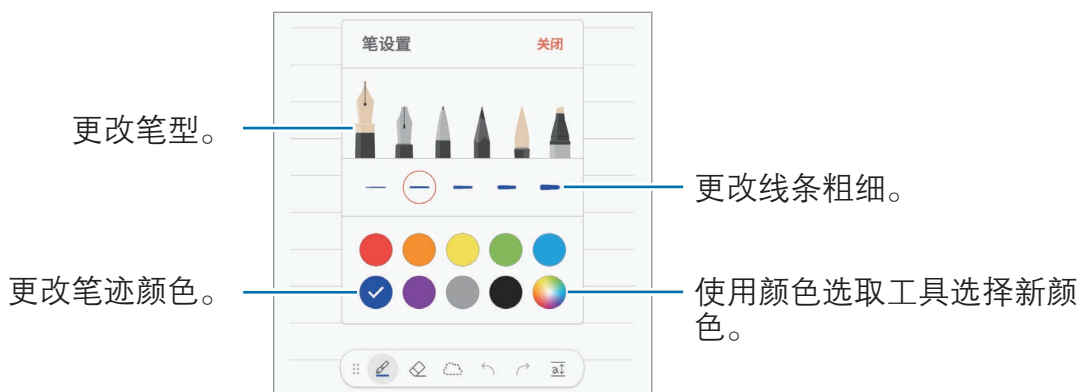 笔设置
关闭
更改笔型。
更改线条粗细。
更改笔迹颜色。
使用颜色选取工具选择新颜
色。
a